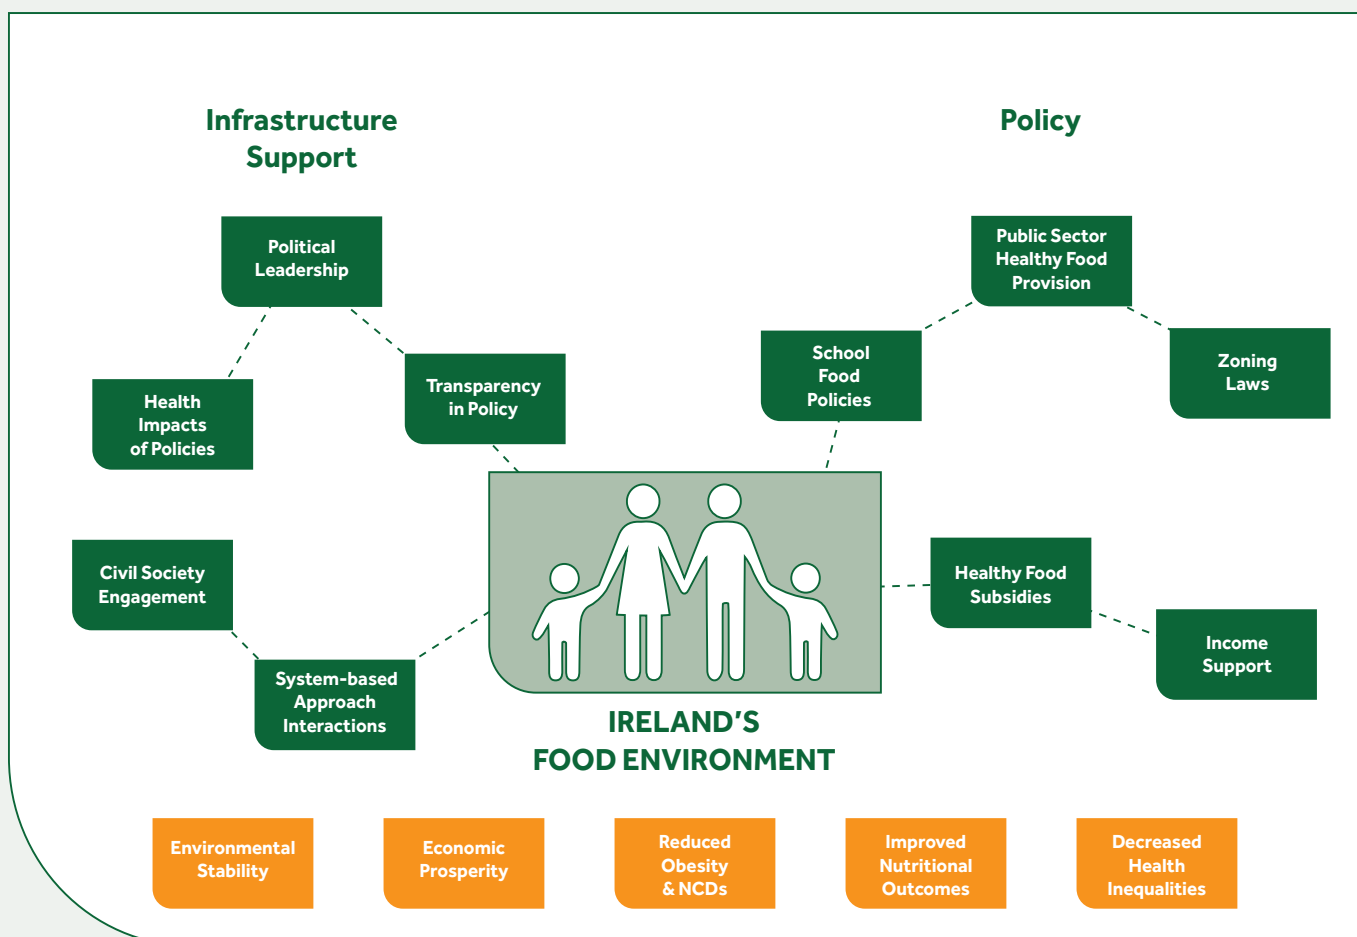 Infrastructure
Support
Policy
Political
Leadership
Health
Impacts
of Policies
Transparency
in Policy
Civil Society
Engagement
System-based
Approach
Interactions
Public Sector
Healthy Food
Provision
School
Food
Policies
Zoning
Laws
Healthy Food
Subsidies
Income
Support
IRELAND’S
FOOD ENVIRONMENT
Environmental
Stability
Economic
Prosperity
Reduced
Obesity
& NCDs
Improved
Nutritional
Outcomes
Decreased
Health
Inequalities